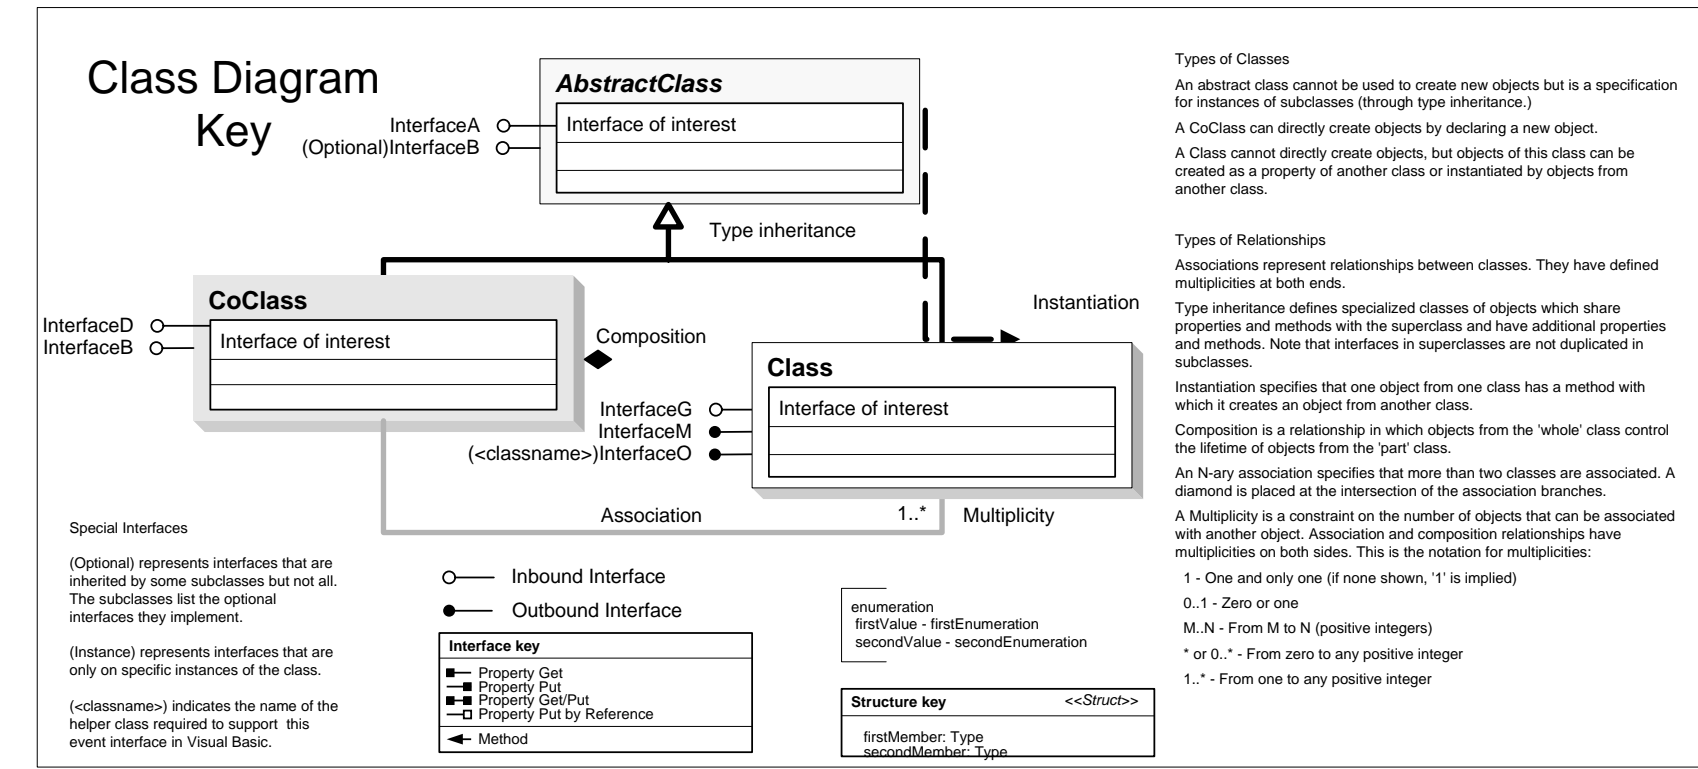 Class Diagram
Key
AbstractClass
InterfaceA
(Optional)InterfaceB
Interface of interest
Type inheritance
CoClass
InterfaceD
InterfaceB
Interface of interest
Composition
Instantiation
Class
InterfaceG
InterfaceM
(<classname>)InterfaceO
Interface of interest
Association
1..*
Multiplicity
Special Interfaces
(Optional) represents interfaces that are
inherited by some subclasses but not all.
The subclasses list the optional
interfaces they implement.
(Instance) represents interfaces that are
only on specific instances of the class.
(<classname>) indicates the name of the
helper class required to support this
event interface in Visual Basic.
Inbound Interface
Outbound Interface
Interface key
Property Get
Property Put
Property Get/Put
Property Put by Reference
Method
enumeration
firstValue - firstEnumeration
secondValue - secondEnumeration
Structure key <<Struct>>
firstMember: Type
secondMember: Type
Types of Classes
An abstract class cannot be used to create new objects but is a specification
for instances of subclasses (through type inheritance.)
A CoClass can directly create objects by declaring a new object.
A Class cannot directly create objects, but objects of this class can be
created as a property of another class or instantiated by objects from
another class.
Types of Relationships
Associations represent relationships between classes. They have defined
multiplicities at both ends.
Type inheritance defines specialized classes of objects which share
properties and methods with the superclass and have additional properties
and methods. Note that interfaces in superclasses are not duplicated in
subclasses.
Instantiation specifies that one object from one class has a method with
which it creates an object from another class.
Composition is a relationship in which objects from the 'whole' class control
the lifetime of objects from the 'part' class.
An N-ary association specifies that more than two classes are associated. A
diamond is placed at the intersection of the association branches.
A Multiplicity is a constraint on the number of objects that can be associated
with another object. Association and composition relationships have
multiplicities on both sides. This is the notation for multiplicities:
1 - One and only one (if none shown, '1' is implied)
0..1 - Zero or one
M..N - From M to N (positive integers)
* or 0..* - From zero to any positive integer
1..* - From one to any positive integer